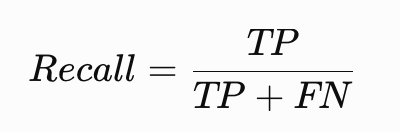 Recall = TP / (TP + FN)